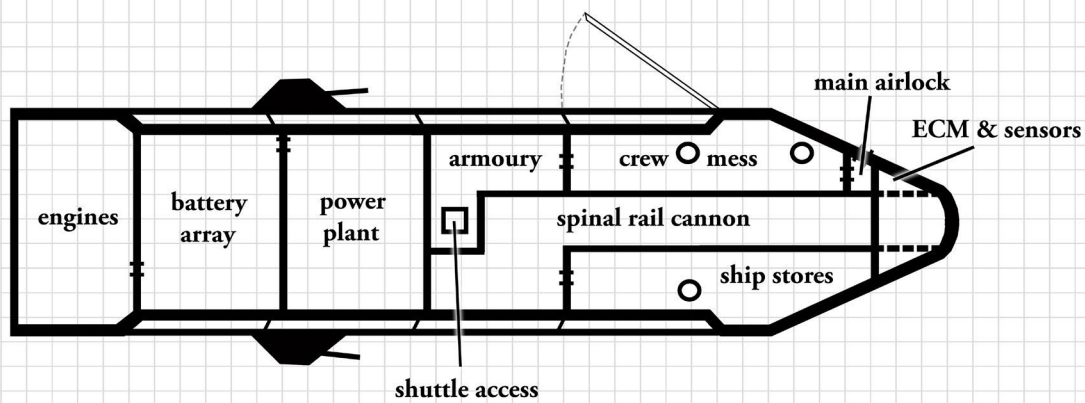 main airlock
ECM & sensors
armoury
crew mess
engines
battery
array
power
plant
spinal rail cannon
ship stores
shuttle access